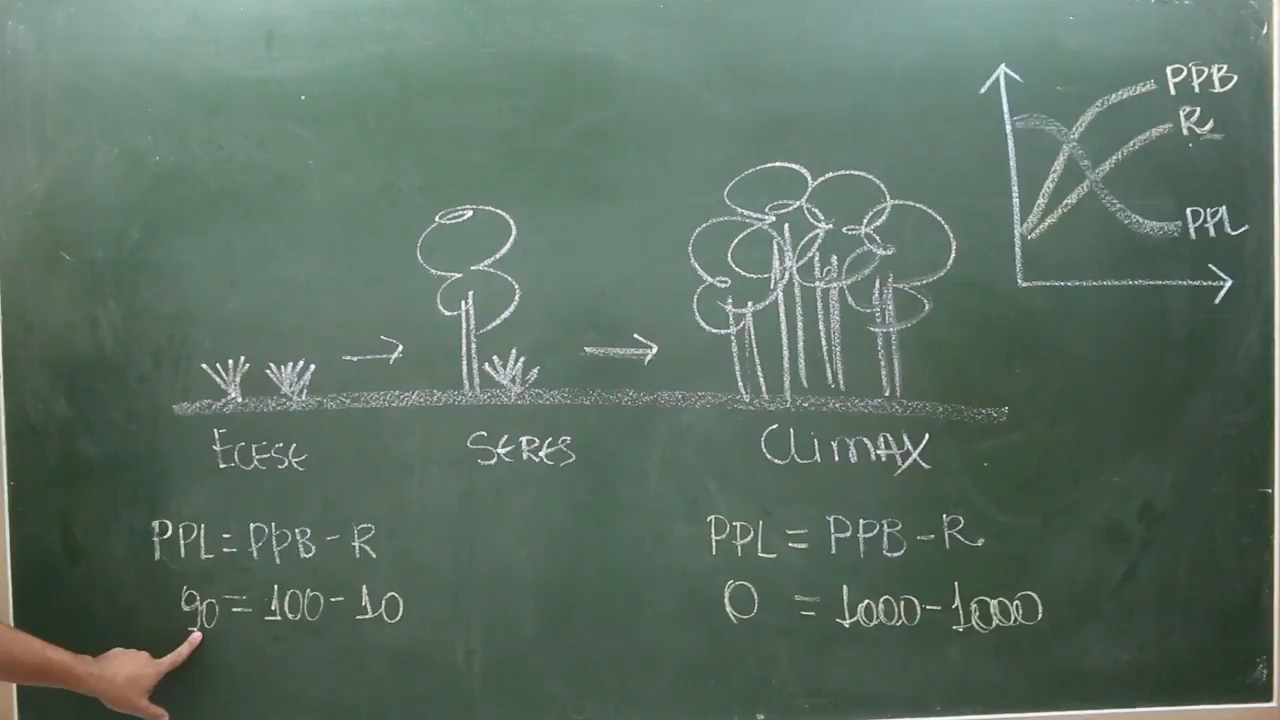 PPB
R
PPL
ECESE
SERES
CLiMAX
PPL = PPB - R
90 = 100 - 10
PPL = PPB - R
0 = 1000 - 1000